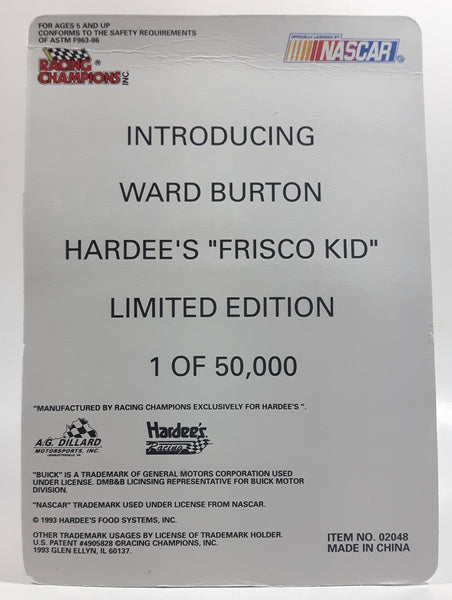 FOR AGES 5 AND UP
CONFORMS TO THE SAFETY REQUIREMENTS
OF ASTM F963-86
RACING
CHAMPIONS INC.
®
OFFICIALLY LICENSED BY
NASCAR®
INTRODUCING
WARD BURTON
HARDEE'S "FRISCO KID"
LIMITED EDITION
1 OF 50,000
"MANUFACTURED BY RACING CHAMPIONS EXCLUSIVELY FOR HARDEE'S ".
A.G. DILLARD
MOTORSPORTS, INC.
Hardee's
Racing
"BUICK" IS A TRADEMARK OF GENERAL MOTORS CORPORATION USED
UNDER LICENSE. DMB&B LICINSING REPRESENTATIVE FOR BUICK MOTOR
DIVISION.
"NASCAR" TRADEMARK USED UNDER LICENSE FROM NASCAR.
© 1993 HARDEE'S FOOD SYSTEMS, INC.
OTHER TRADEMARK USAGES BY LICENSE OF TRADEMARK HOLDER.
U.S. PATENT #4905828 ©RACING CHAMPIONS, INC.
1993 GLEN ELLYN, IL 60137.
ITEM NO. 02048
MADE IN CHINA